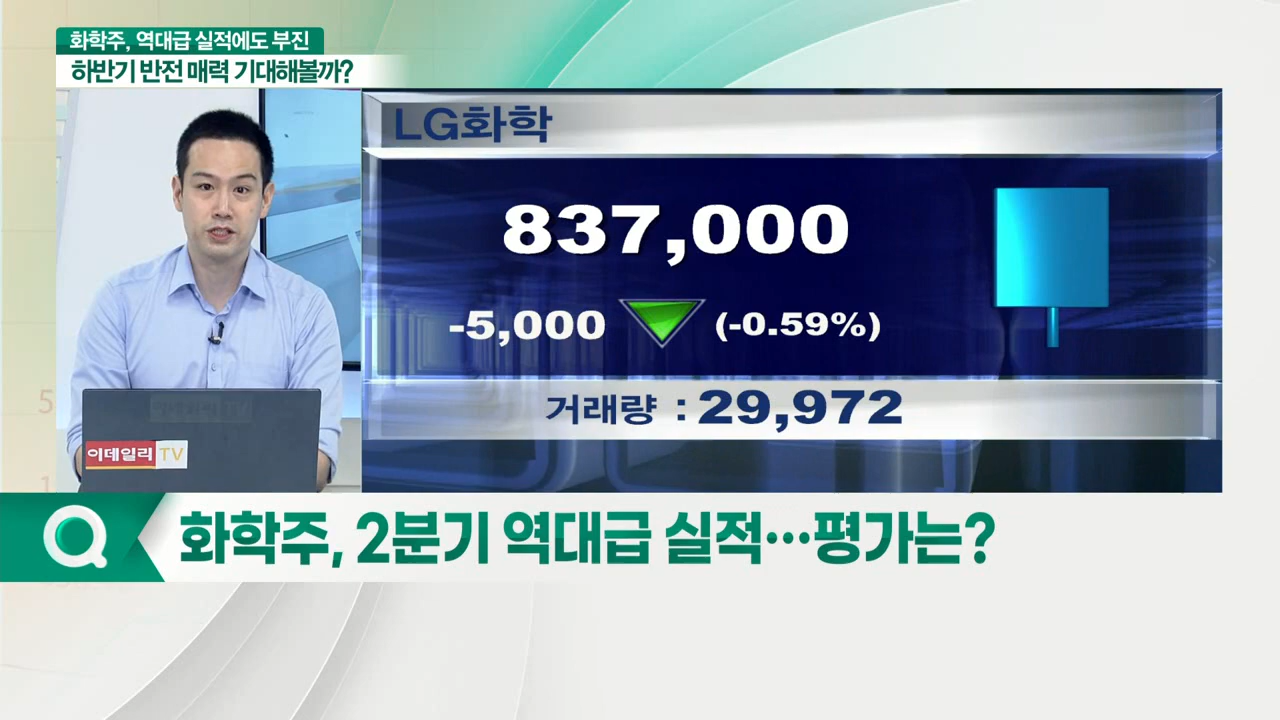 화학주, 역대급 실적에도 부진
하반기 반전 매력 기대해볼까?
LG화학
837,000
-5,000 (-0.59%)
거래량 : 29,972
이데일리 TV
5
1
Q 화학주, 2분기 역대급 실적…평가는?